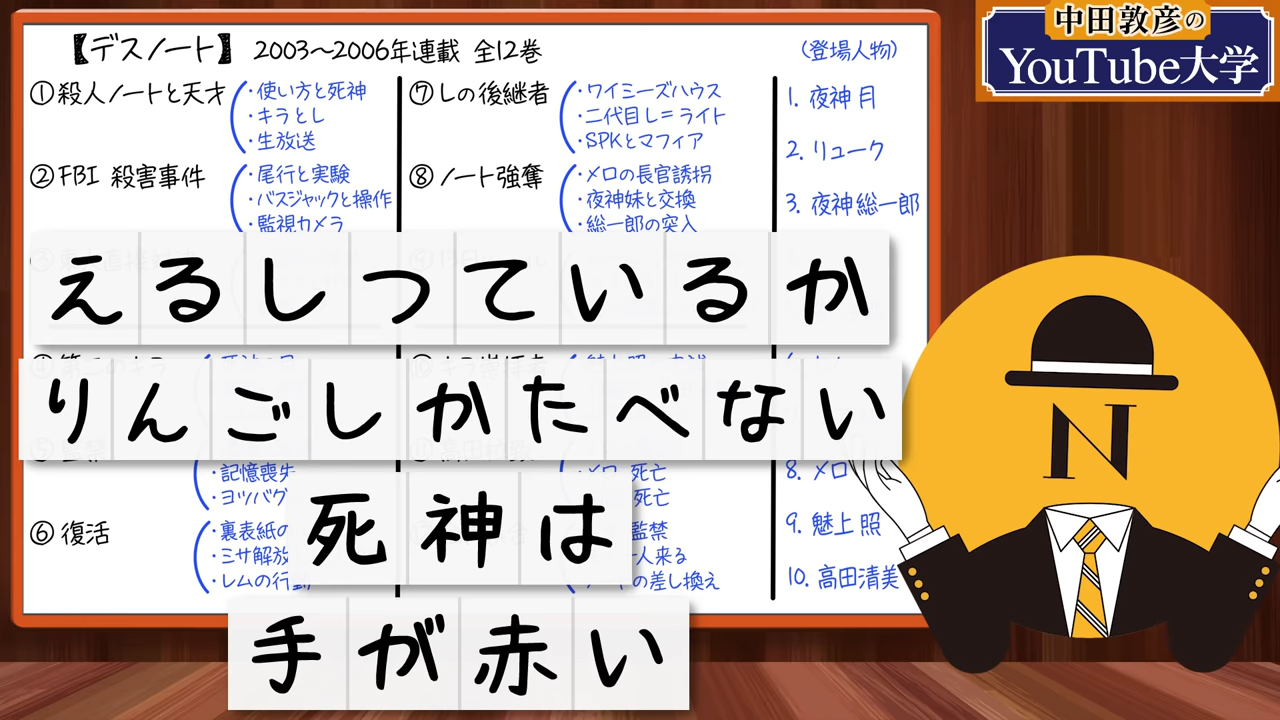 中田敦彦の
YouTube大学
【デスノート】 2003〜2006年連載 全12巻
①殺人ノートと天才
・使い方と死神
・キラとL
・生放送
②FBI 殺害事件
・尾行と実験
・バスジャックと操作
・監視カメラ
⑥復活
・裏表紙の
・ミサ解放
・レムの行動
・記憶喪失
・ヨツバグ
⑦Lの後継者
・ワイミーズハウス
・二代目L=ライト
・SPKとマフィア
⑧ノート強奪
・メロの長官誘拐
・夜神妹と交換
・総一郎の突入
死亡
死亡
監禁
人来る
の差し換え
(登場人物)
1. 夜神月
2. リューク
3. 夜神総一郎
8. メロ
9. 魅上照
10. 高田清美
えるしっているか
りんごしかたべない
死神は
手が赤い
N